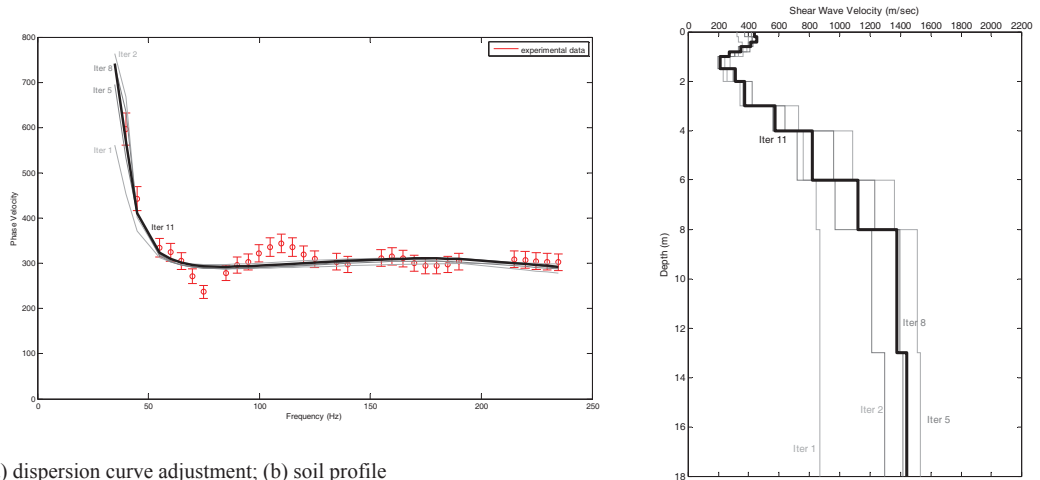 800
700
600
500
400
300
200
100
0
Phase Velocity
0 50 100 150 200 250
Frequency (Hz)
experimental data
Iter 2
Iter 8
Iter 5
Iter 1
Iter 11
) dispersion curve adjustment; (b) soil profile
Shear Wave Velocity (m/sec)
0 200 400 600 800 1000 1200 1400 1600 1800 2000 2200
0
2
4
6
8
10
12
14
16
18
Depth (m)
Iter 11
Iter 8
Iter 2
Iter 5
Iter 1